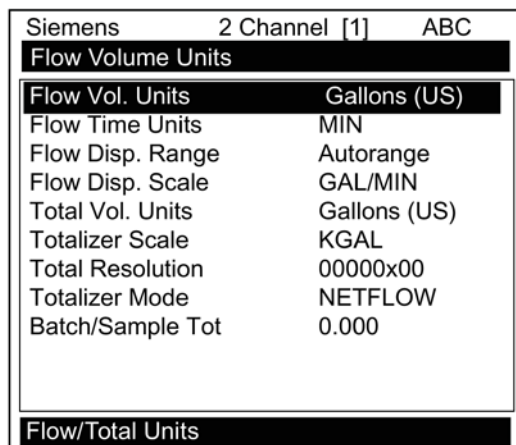 Siemens 2 Channel [1] ABC
Flow Volume Units
Flow Vol. Units Gallons (US)
Flow Time Units MIN
Flow Disp. Range Autorange
Flow Disp. Scale GAL/MIN
Total Vol. Units Gallons (US)
Totalizer Scale KGAL
Total Resolution 00000x00
Totalizer Mode NETFLOW
Batch/Sample Tot 0.000
Flow/Total Units